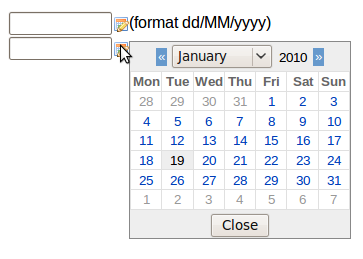 (format dd/MM/yyyy)
« January 2010 »
Mon Tue Wed Thu Fri Sat Sun
28 29 30 31 1 2 3
4 5 6 7 8 9 10
11 12 13 14 15 16 17
18 19 20 21 22 23 24
25 26 27 28 29 30 31
1 2 3 4 5 6 7
Close